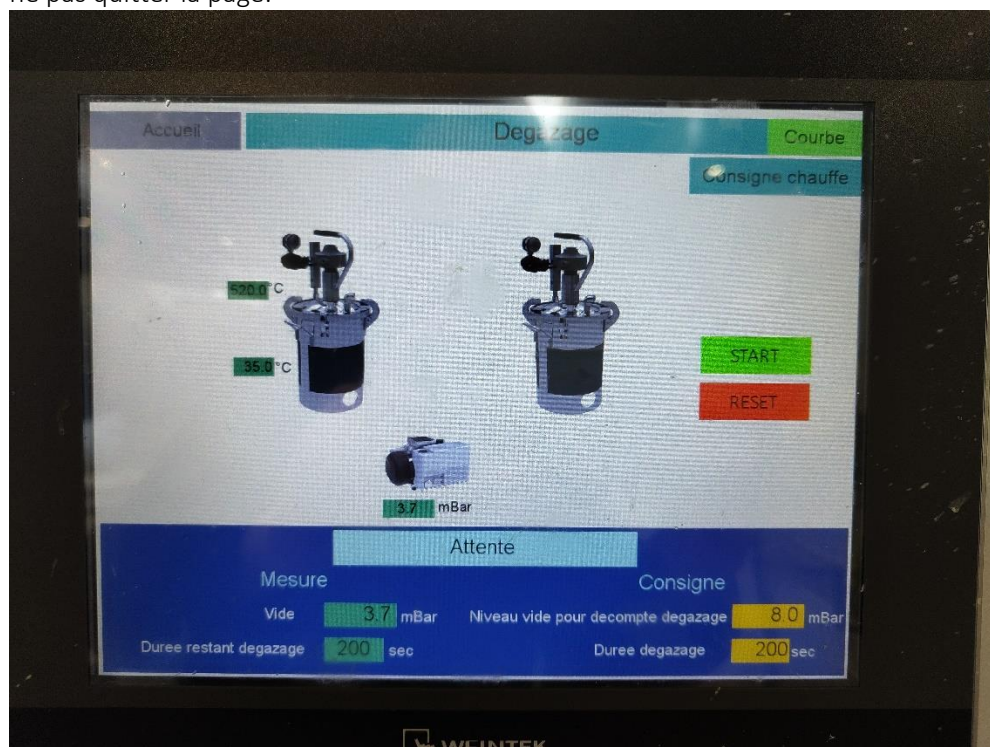 ne pas quitter la page.
Accueil
Degazage
Courbe
Consigne chauffe
520.0 °C
35.0 °C
START
RESET
3.7 mBar
Attente
Mesure
Consigne
Vide 3.7 mBar
Niveau vide pour decompte degazage 8.0 mBar
Duree restant degazage 200 sec
Duree degazage 200 sec
WEINTEK